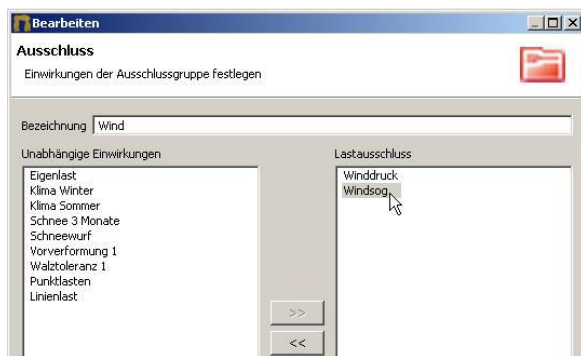 Bearbeiten
Ausschluss
Einwirkungen der Ausschlussgruppe festlegen
Bezeichnung Wind
Unabhängige Einwirkungen
Eigenlast
Klima Winter
Klima Sommer
Schnee 3 Monate
Schneewurf
Vorverformung 1
Walztoleranz 1
Punktlasten
Linienlast
>>
<<
Lastausschluss
Winddruck
Windsog